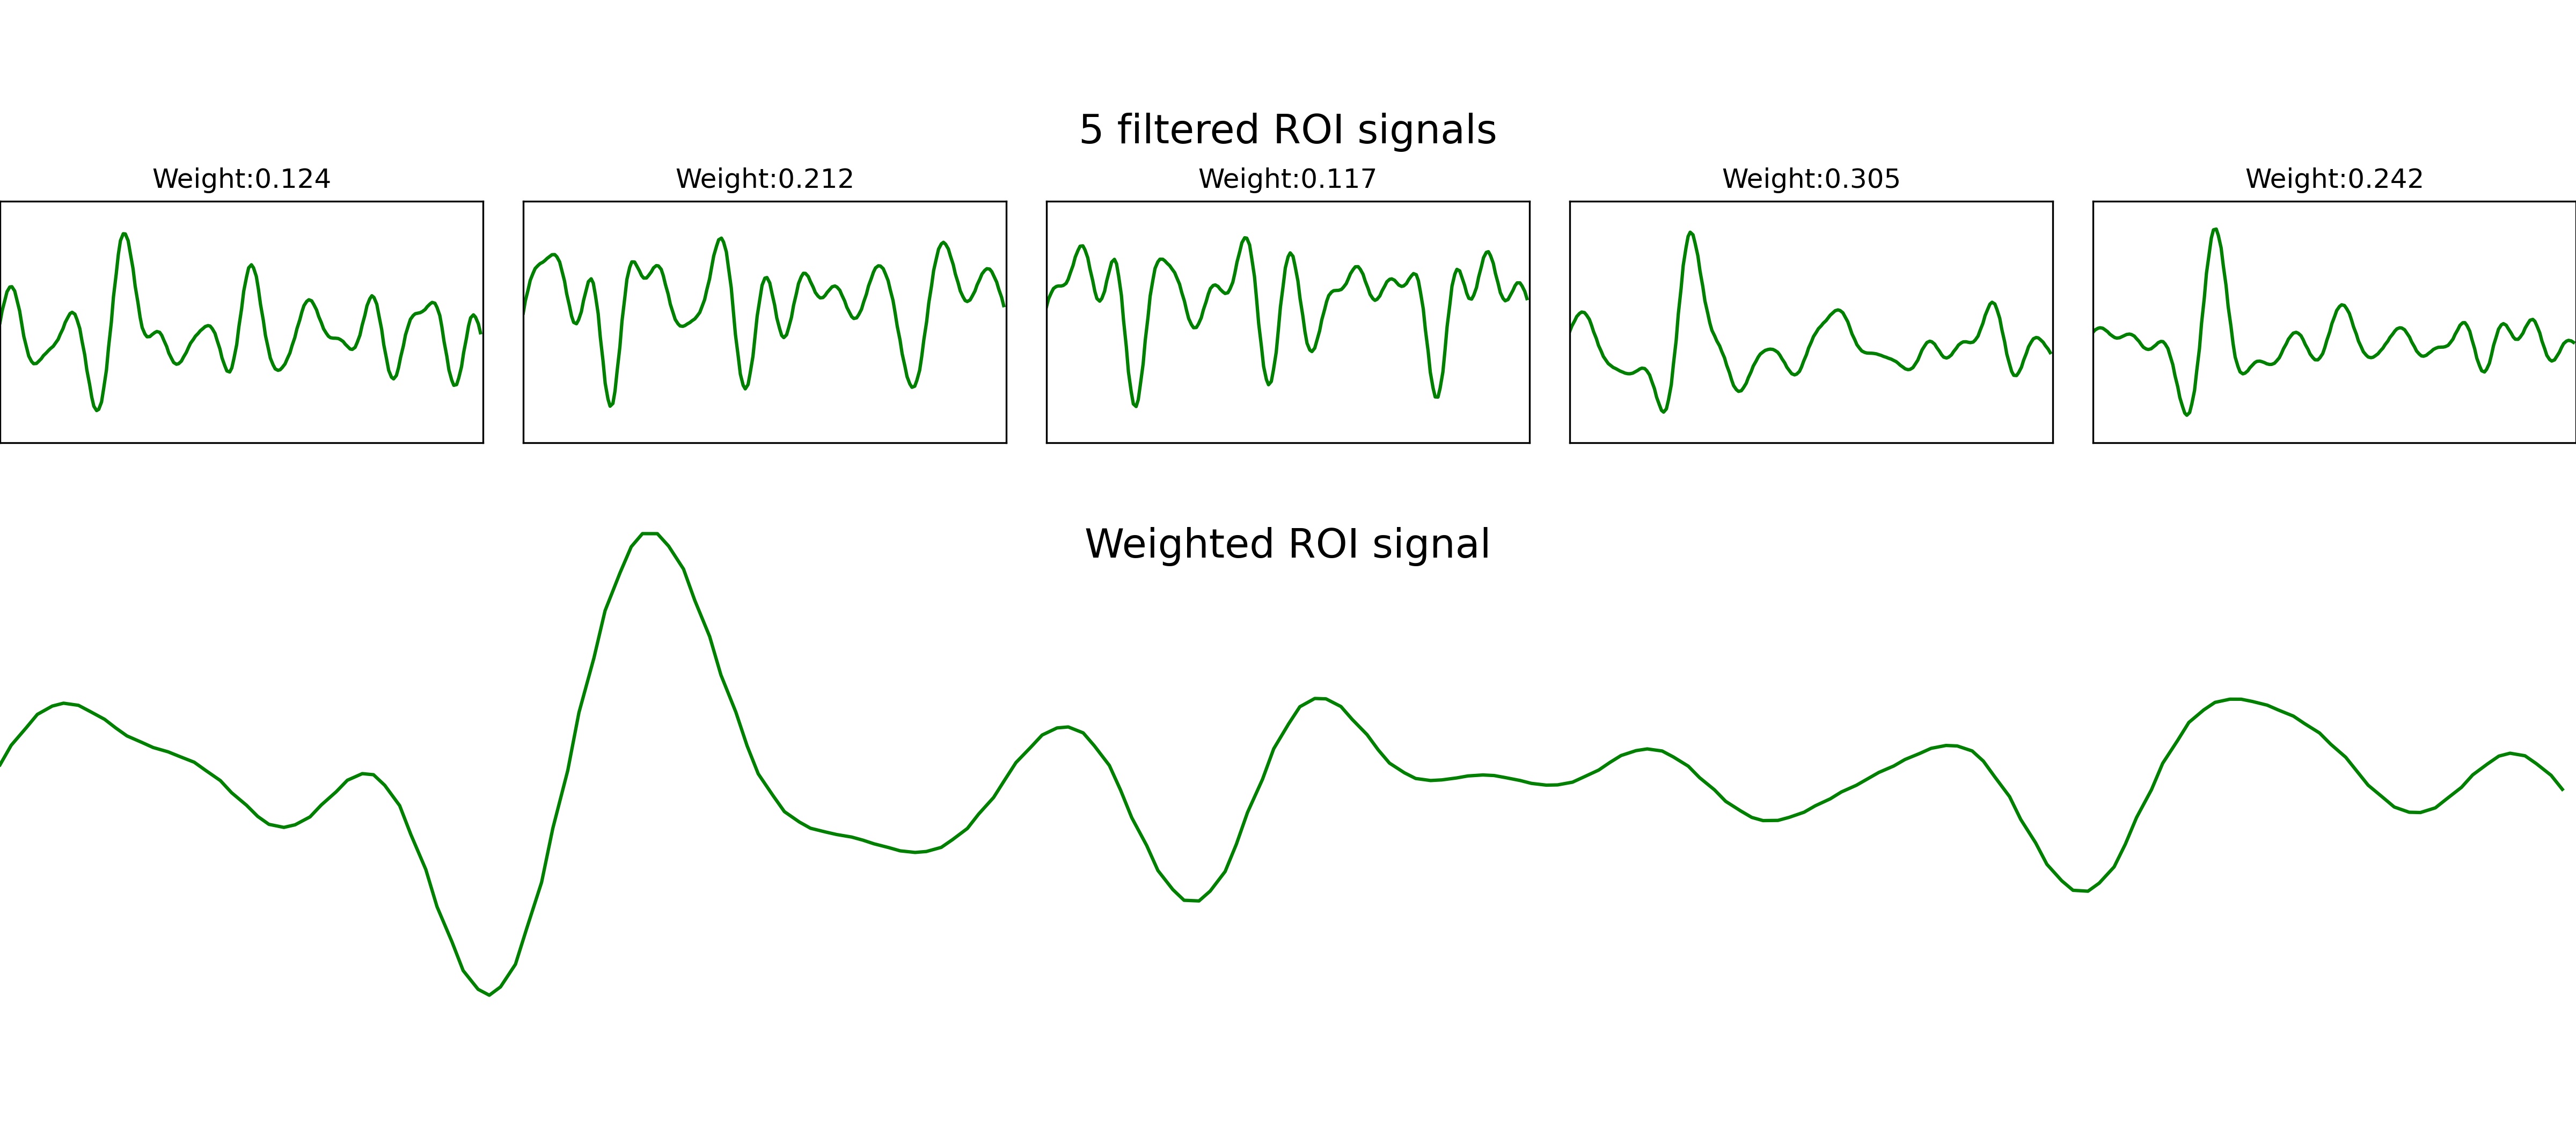 5 filtered ROI signals
Weight:0.124
Weight:0.212
Weight:0.117
Weight:0.305
Weight:0.242
Weighted ROI signal